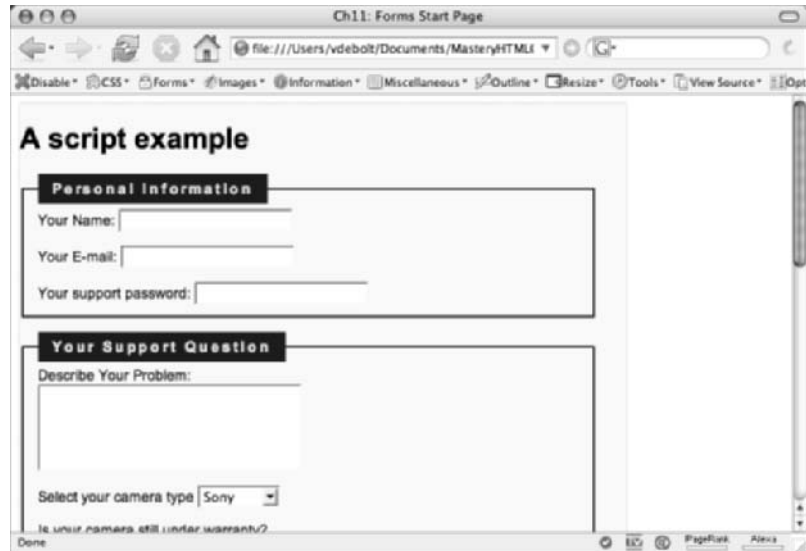 Ch11: Forms Start Page
file:///Users/vdebolt/Documents/MasteryHTML
Disable CSS Forms Images Information Miscellaneous Outline Resize Tools View Source Opt
A script example
Personal Information
Your Name:
Your E-mail:
Your support password:
Your Support Question
Describe Your Problem:
Select your camera type Sony
Is your camera still under warranty?
Done PageRank Alexa